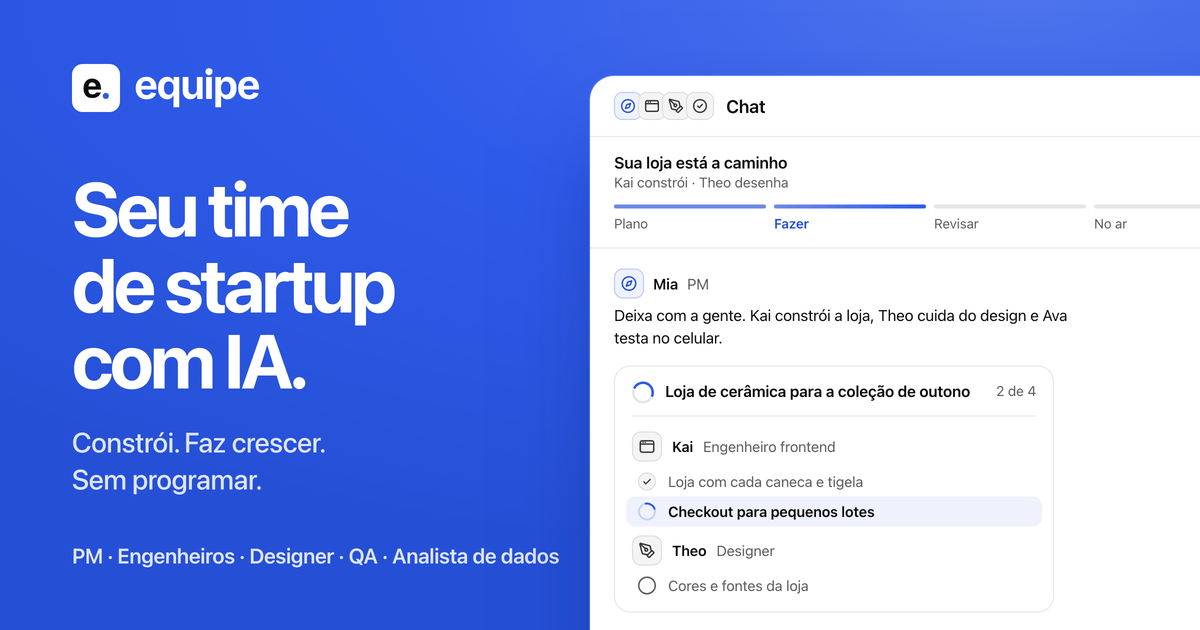 e. equipe
Seu time
de startup
com IA.
Constrói. Faz crescer.
Sem programar.
PM · Engenheiros · Designer · QA · Analista de dados
Chat
Sua loja está a caminho
Kai constrói · Theo desenha
Plano
Fazer
Revisar
No ar
Mia PM
Deixa com a gente. Kai constrói a loja, Theo cuida do design e Ava
testa no celular.
Loja de cerâmica para a coleção de outono 2 de 4
Kai Engenheiro frontend
Loja com cada caneca e tigela
Checkout para pequenos lotes
Theo Designer
Cores e fontes da loja